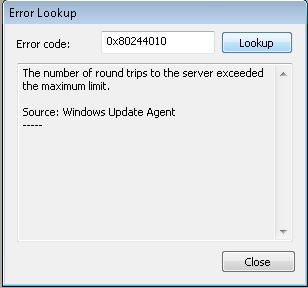 Error Lookup
Error code: 0x80244010 Lookup
The number of round trips to the server exceeded
the maximum limit.
Source: Windows Update Agent
-----
Close